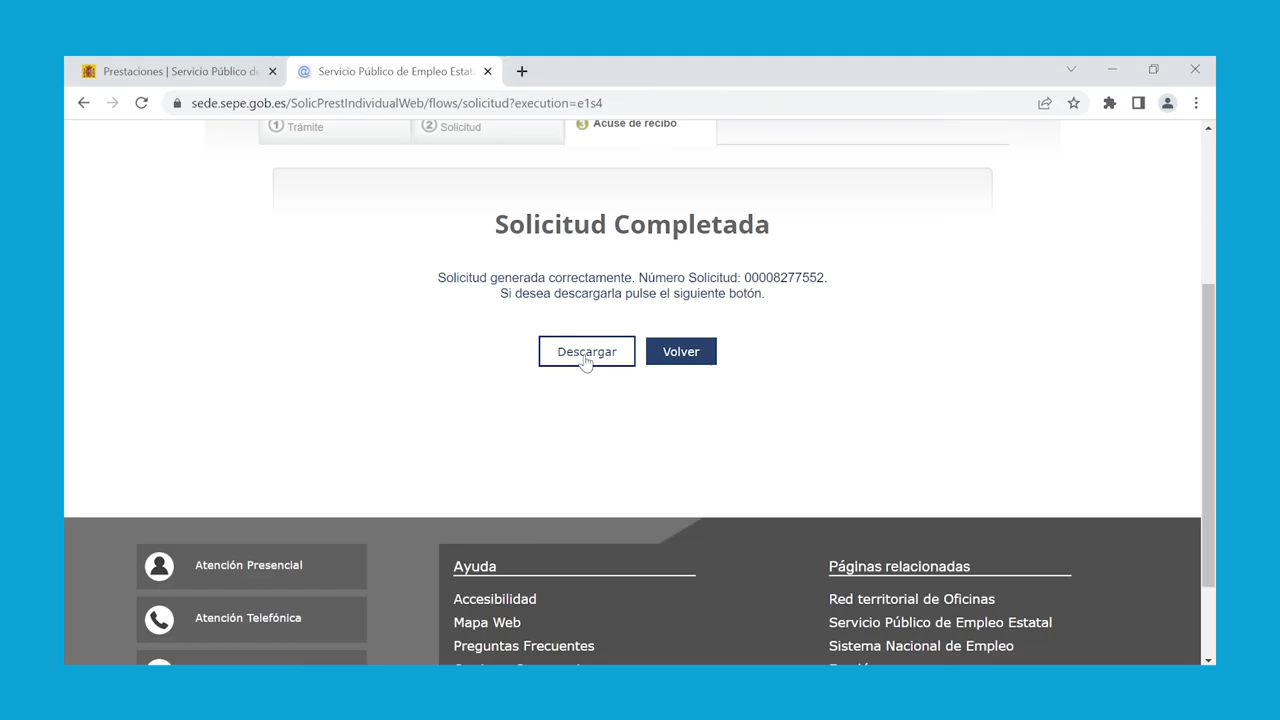 Prestaciones | Servicio Público de
Servicio Público de Empleo Estat
sede.sepe.gob.es/SolicPrestIndividualWeb/flows/solicitud?execution=e1s4
1 Trámite
2 Solicitud
3 Acuse de recibo
Solicitud Completada
Solicitud generada correctamente. Número Solicitud: 00008277552.
Si desea descargarla pulse el siguiente botón.
Descargar
Volver
Atención Presencial
Atención Telefónica
Ayuda
Accesibilidad
Mapa Web
Preguntas Frecuentes
Páginas relacionadas
Red territorial de Oficinas
Servicio Público de Empleo Estatal
Sistema Nacional de Empleo